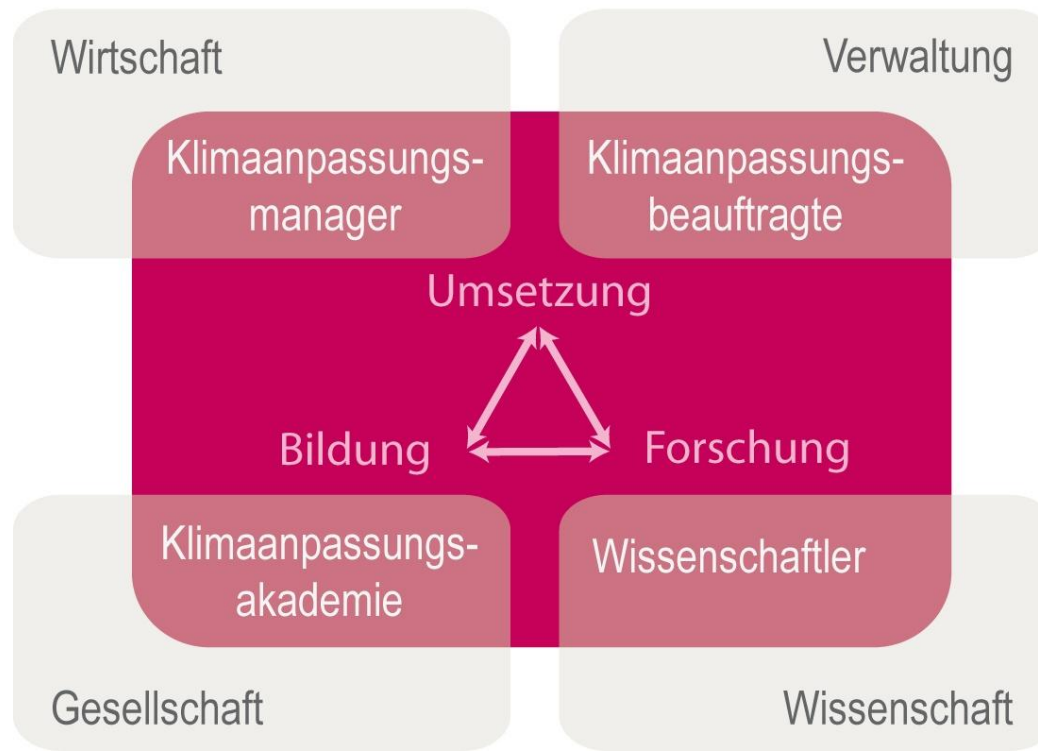 Wirtschaft
Verwaltung
Klimaanpassungs-
manager
Klimaanpassungs-
beauftragte
Umsetzung
Bildung
Forschung
Klimaanpassungs-
akademie
Wissenschaftler
Gesellschaft
Wissenschaft